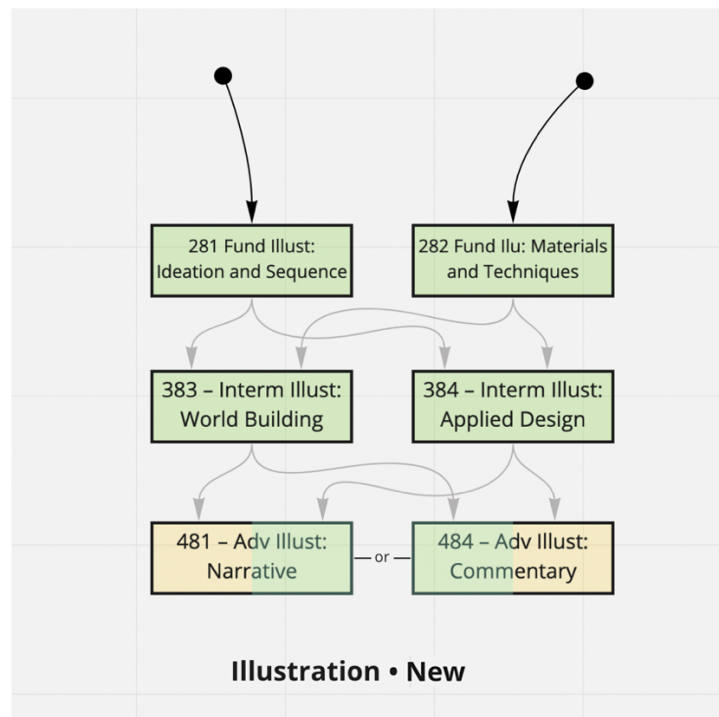 281 Fund Illust:
Ideation and Sequence
282 Fund Ilu: Materials
and Techniques
383 – Interm Illust:
World Building
384 – Interm Illust:
Applied Design
481 – Adv Illust:
Narrative
or
484 – Adv Illust:
Commentary
Illustration • New